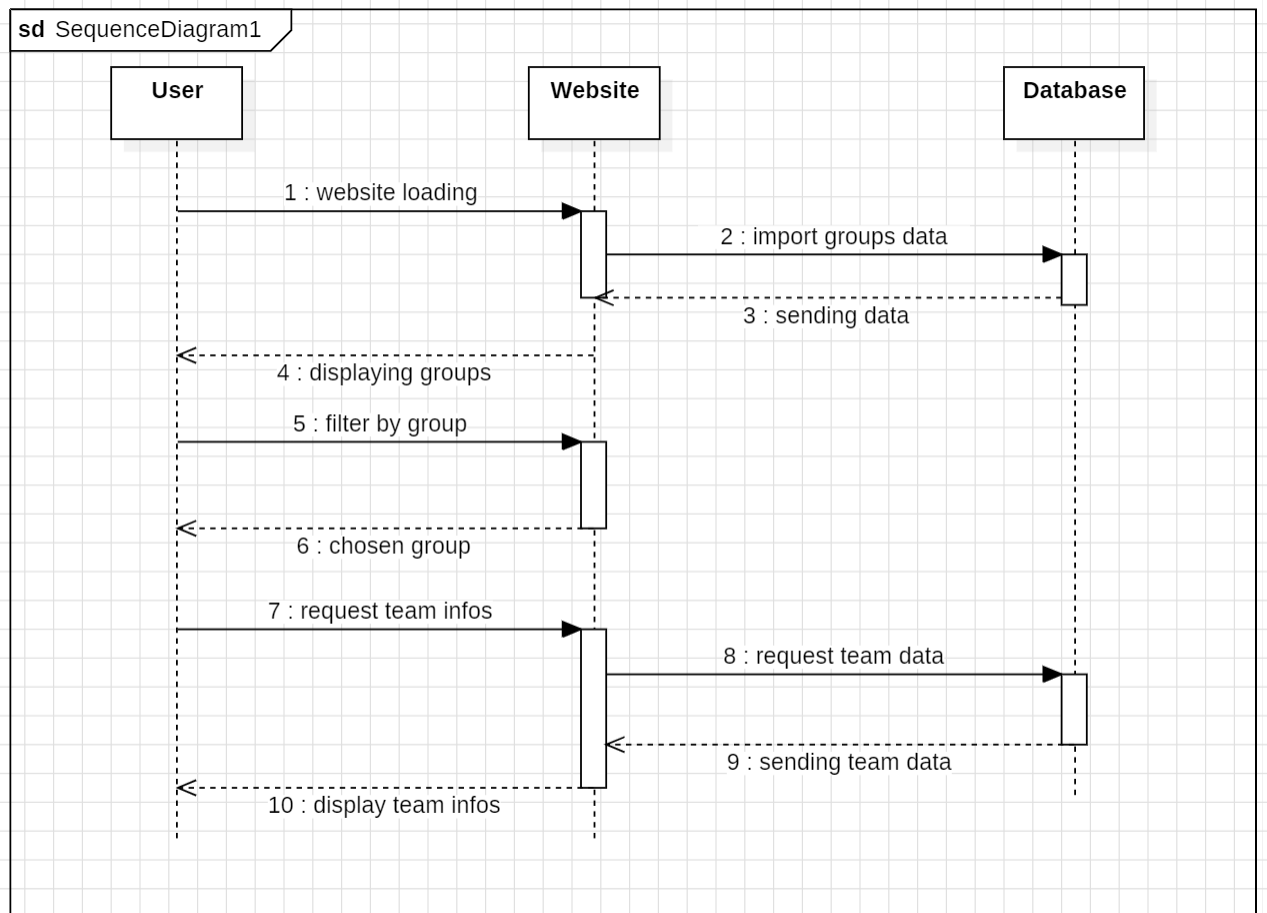 sd SequenceDiagram1
User
Website
Database
1 : website loading
2 : import groups data
3 : sending data
4 : displaying groups
5 : filter by group
6 : chosen group
7 : request team infos
8 : request team data
9 : sending team data
10 : display team infos